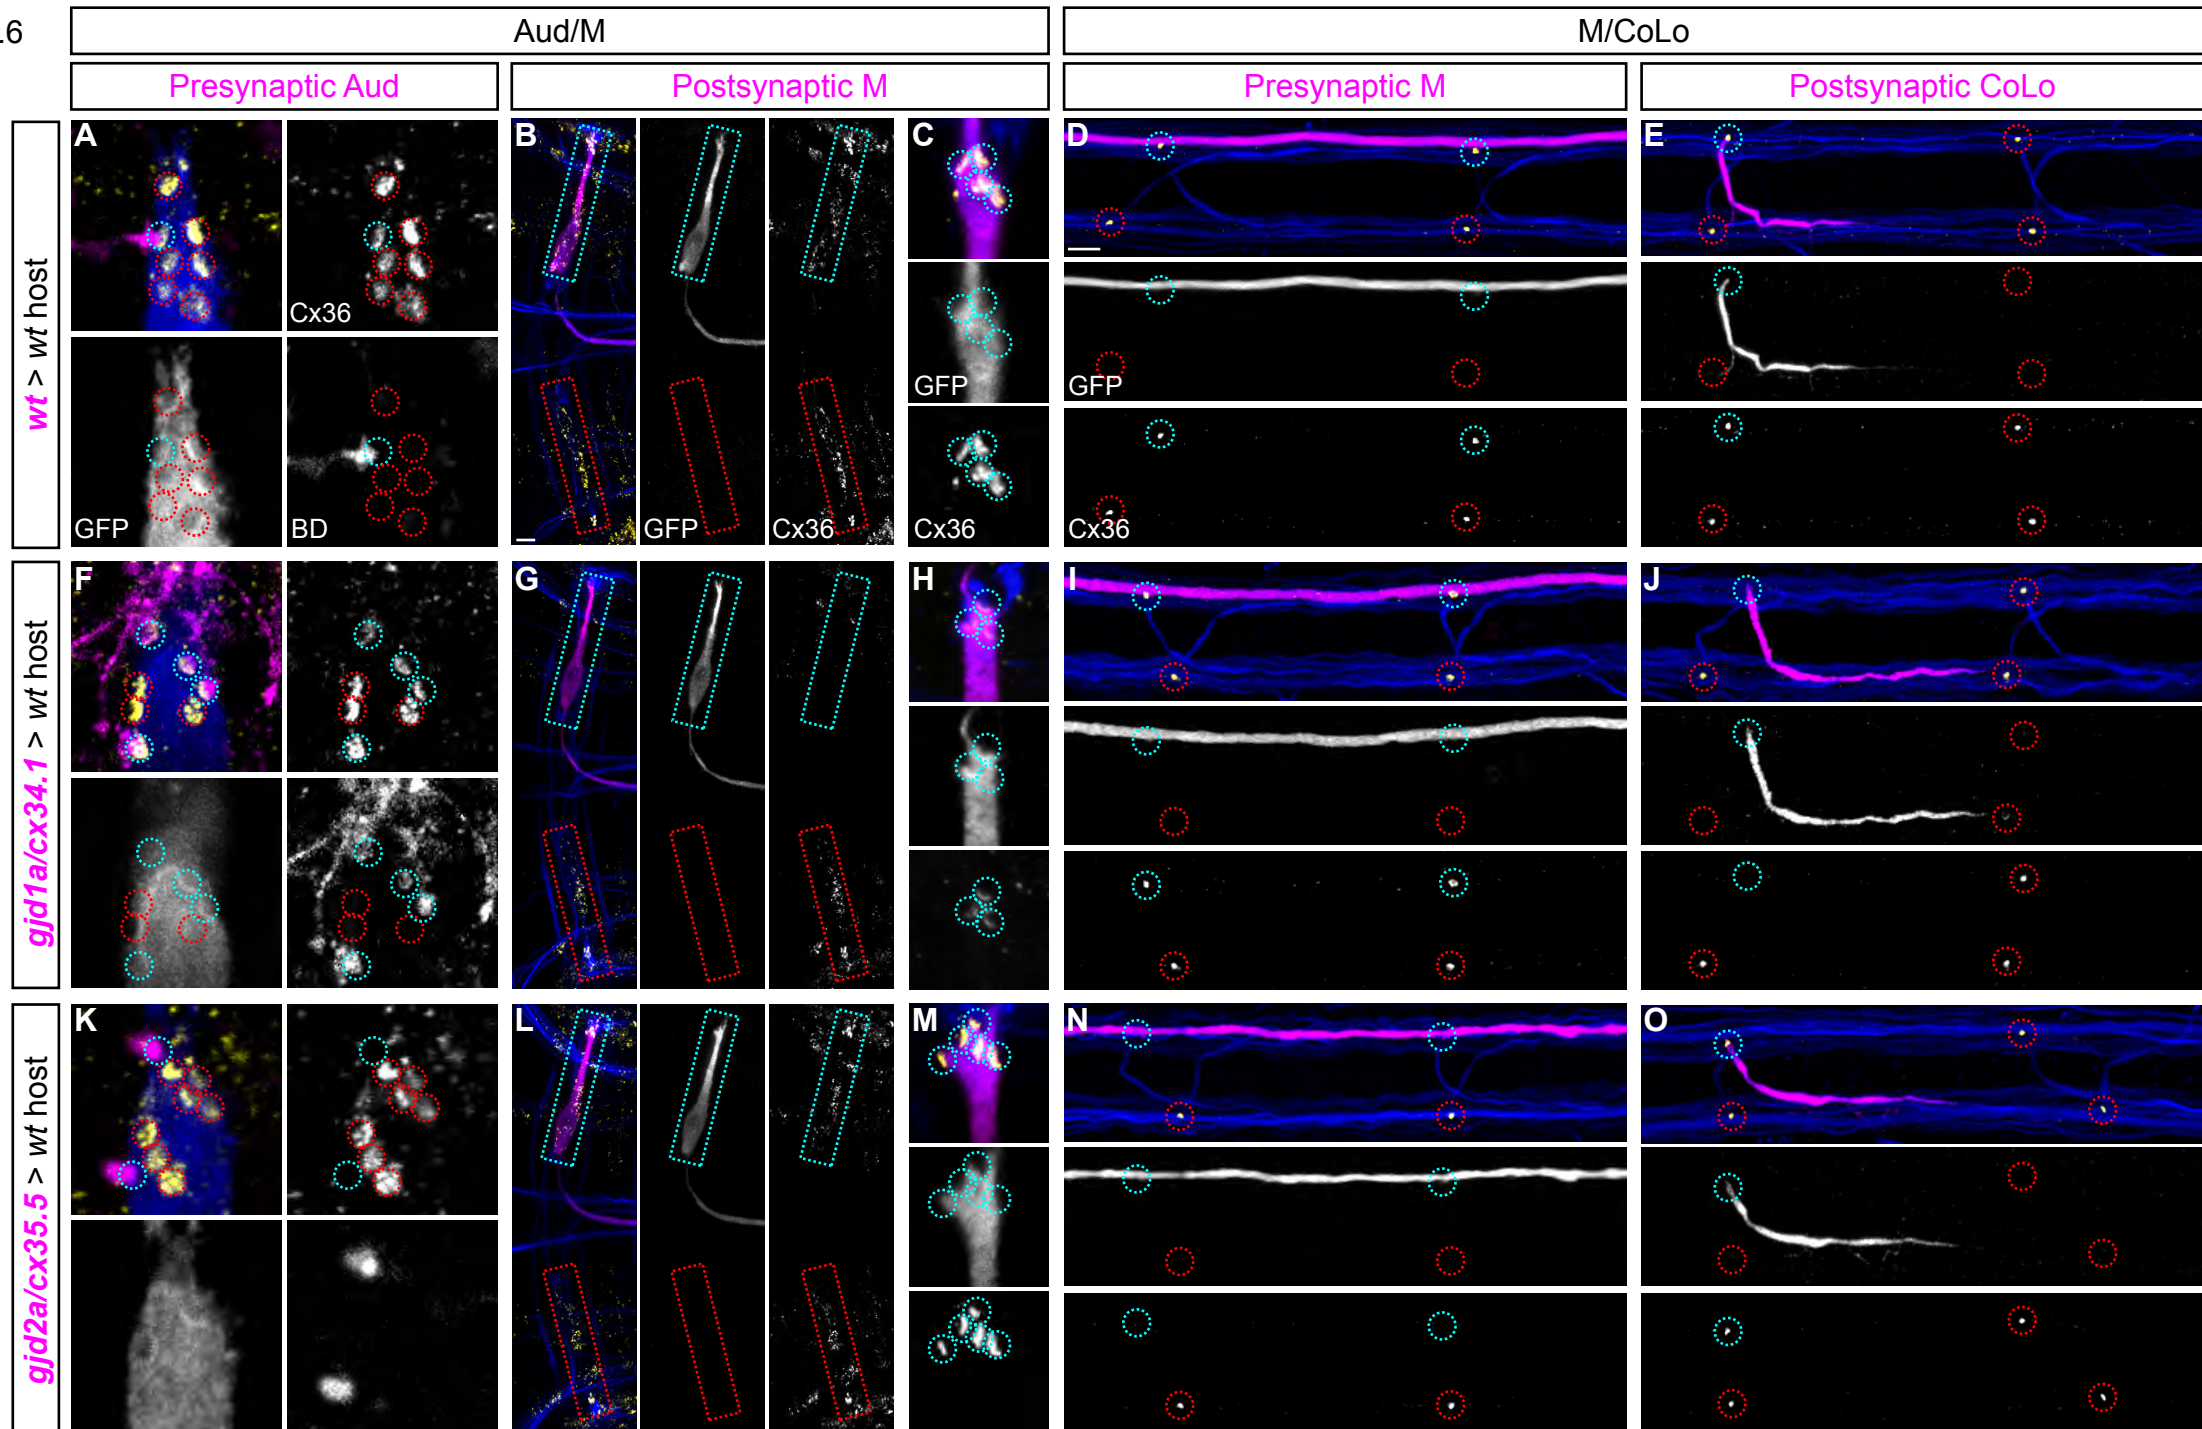 Aud/M
M/CoLo
Presynaptic Aud
Postsynaptic M
Presynaptic M
Postsynaptic CoLo
wt > wt host
A
Cx36
GFP
BD
B
GFP
Cx36
C
GFP
Cx36
D
GFP
Cx36
E
gjd1a/cx34.1 > wt host
F
G
H
I
J
gjd2a/cx35.5 > wt host
K
L
M
N
O